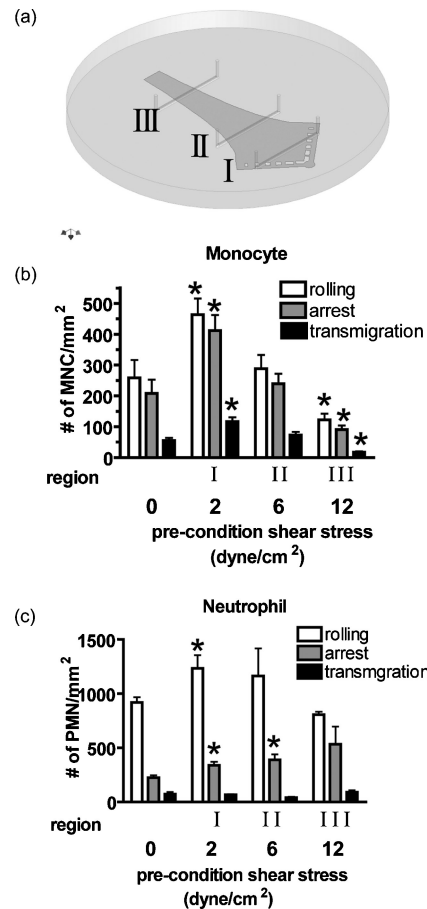 (a)
III
II
I
Monocyte
(b)
rolling
arrest
transmigration
500
400
300
200
100
0
# of MNC/mm2
* * * * * *
region I II III
0 2 6 12
pre-condition shear stress
(dyne/cm2)
(c)
Neutrophil
rolling
arrest
transmgration
1500
1000
500
0
# of PMN/mm2
* * *
region I II III
0 2 6 12
pre-condition shear stress
(dyne/cm2)